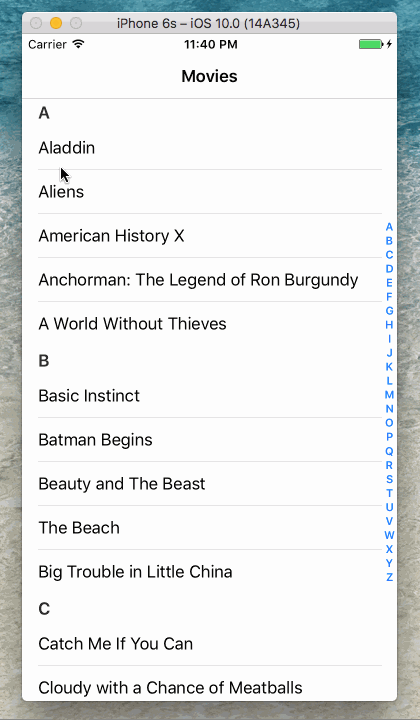 iPhone 6s – iOS 10.0 (14A345)
Carrier 11:40 PM
Movies
A
Aladdin
Aliens
American History X
Anchorman: The Legend of Ron Burgundy
A World Without Thieves
B
Basic Instinct
Batman Begins
Beauty and The Beast
The Beach
Big Trouble in Little China
C
Catch Me If You Can
Cloudy with a Chance of Meatballs
A
B
C
D
E
F
G
H
I
J
K
L
M
N
O
P
Q
R
S
T
U
V
W
X
Y
Z